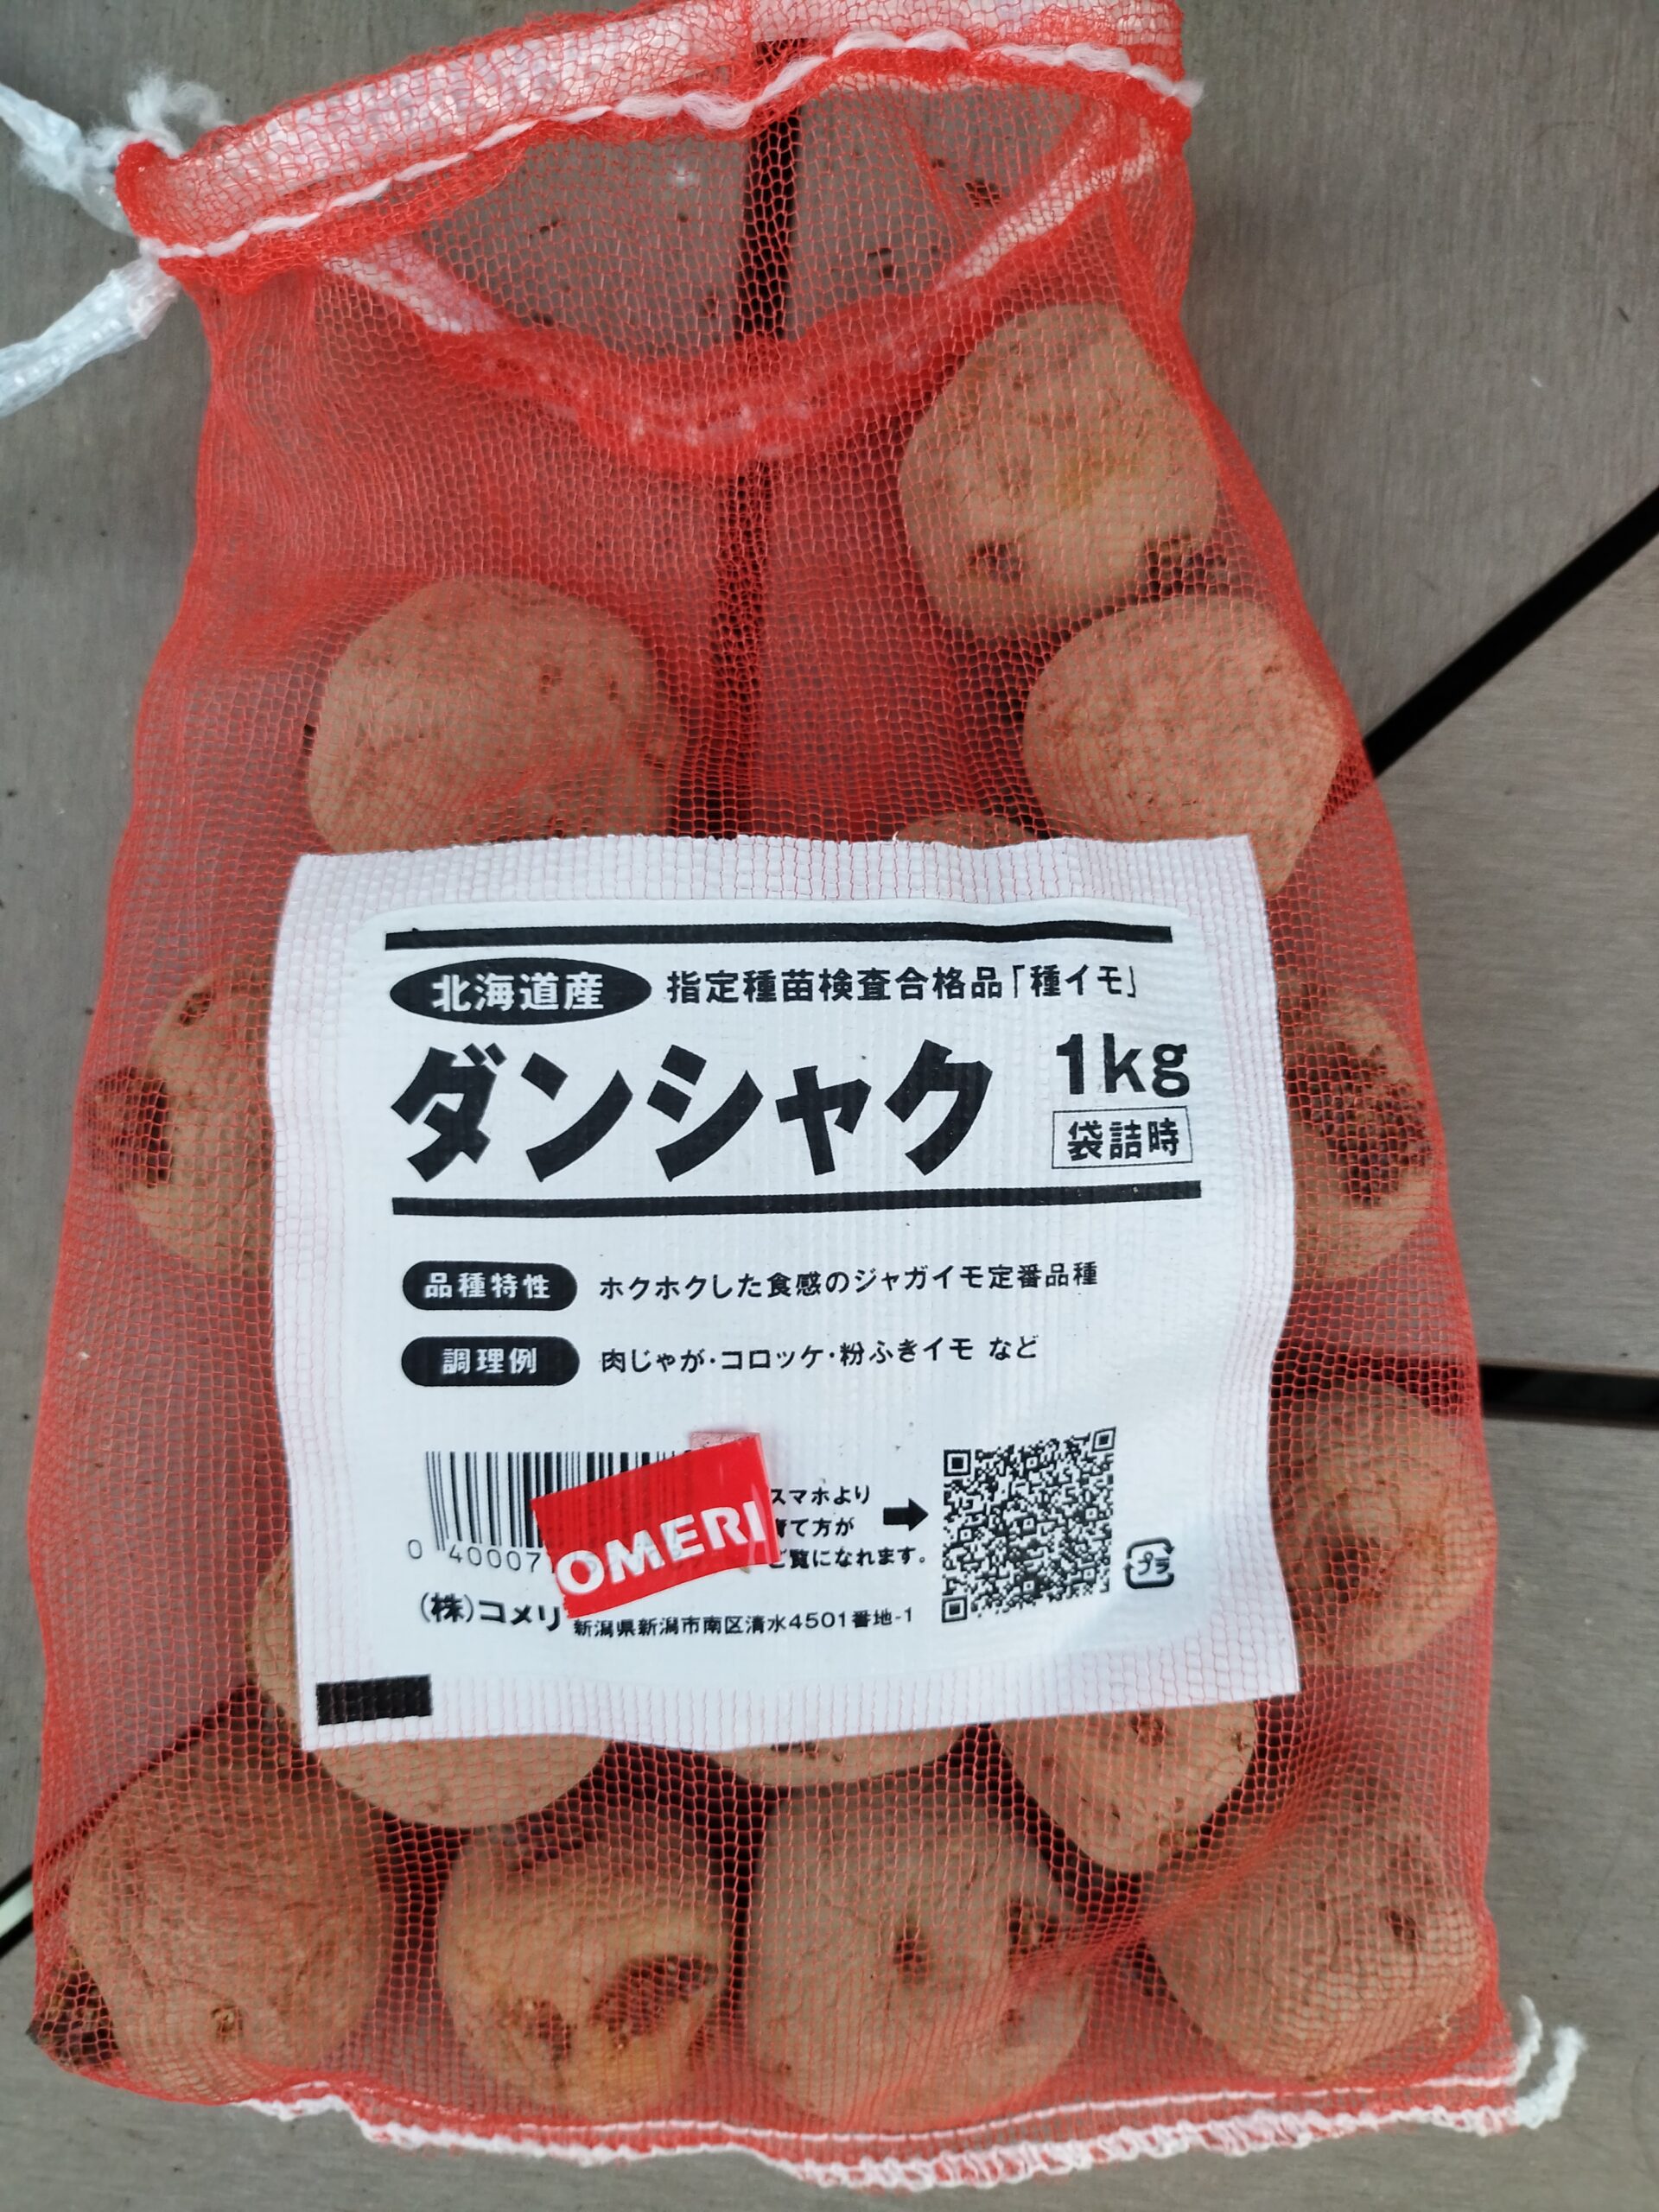 北海道産 指定種苗検査合格品「種イモ」
ダンシャク 1kg
袋詰時
品種特性 ホクホクした食感のジャガイモ定番品種
調理例 肉じゃが・コロッケ・粉ふきイモ など
スマホより
育て方が
ご覧になれます。
0 40007
OMERI
プラ
(株)コメリ 新潟県新潟市南区清水4501番地-1